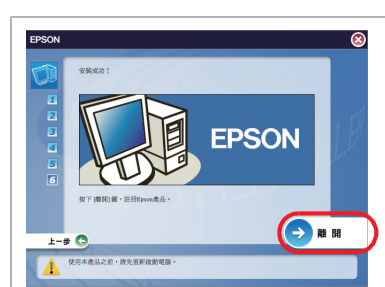 EPSON
安裝成功！
1
2
3
4
5
6
EPSON
按下 [離開] 鍵，註冊Epson產品。
離開
上一步
使用本產品之前，請先重新啟動電腦。